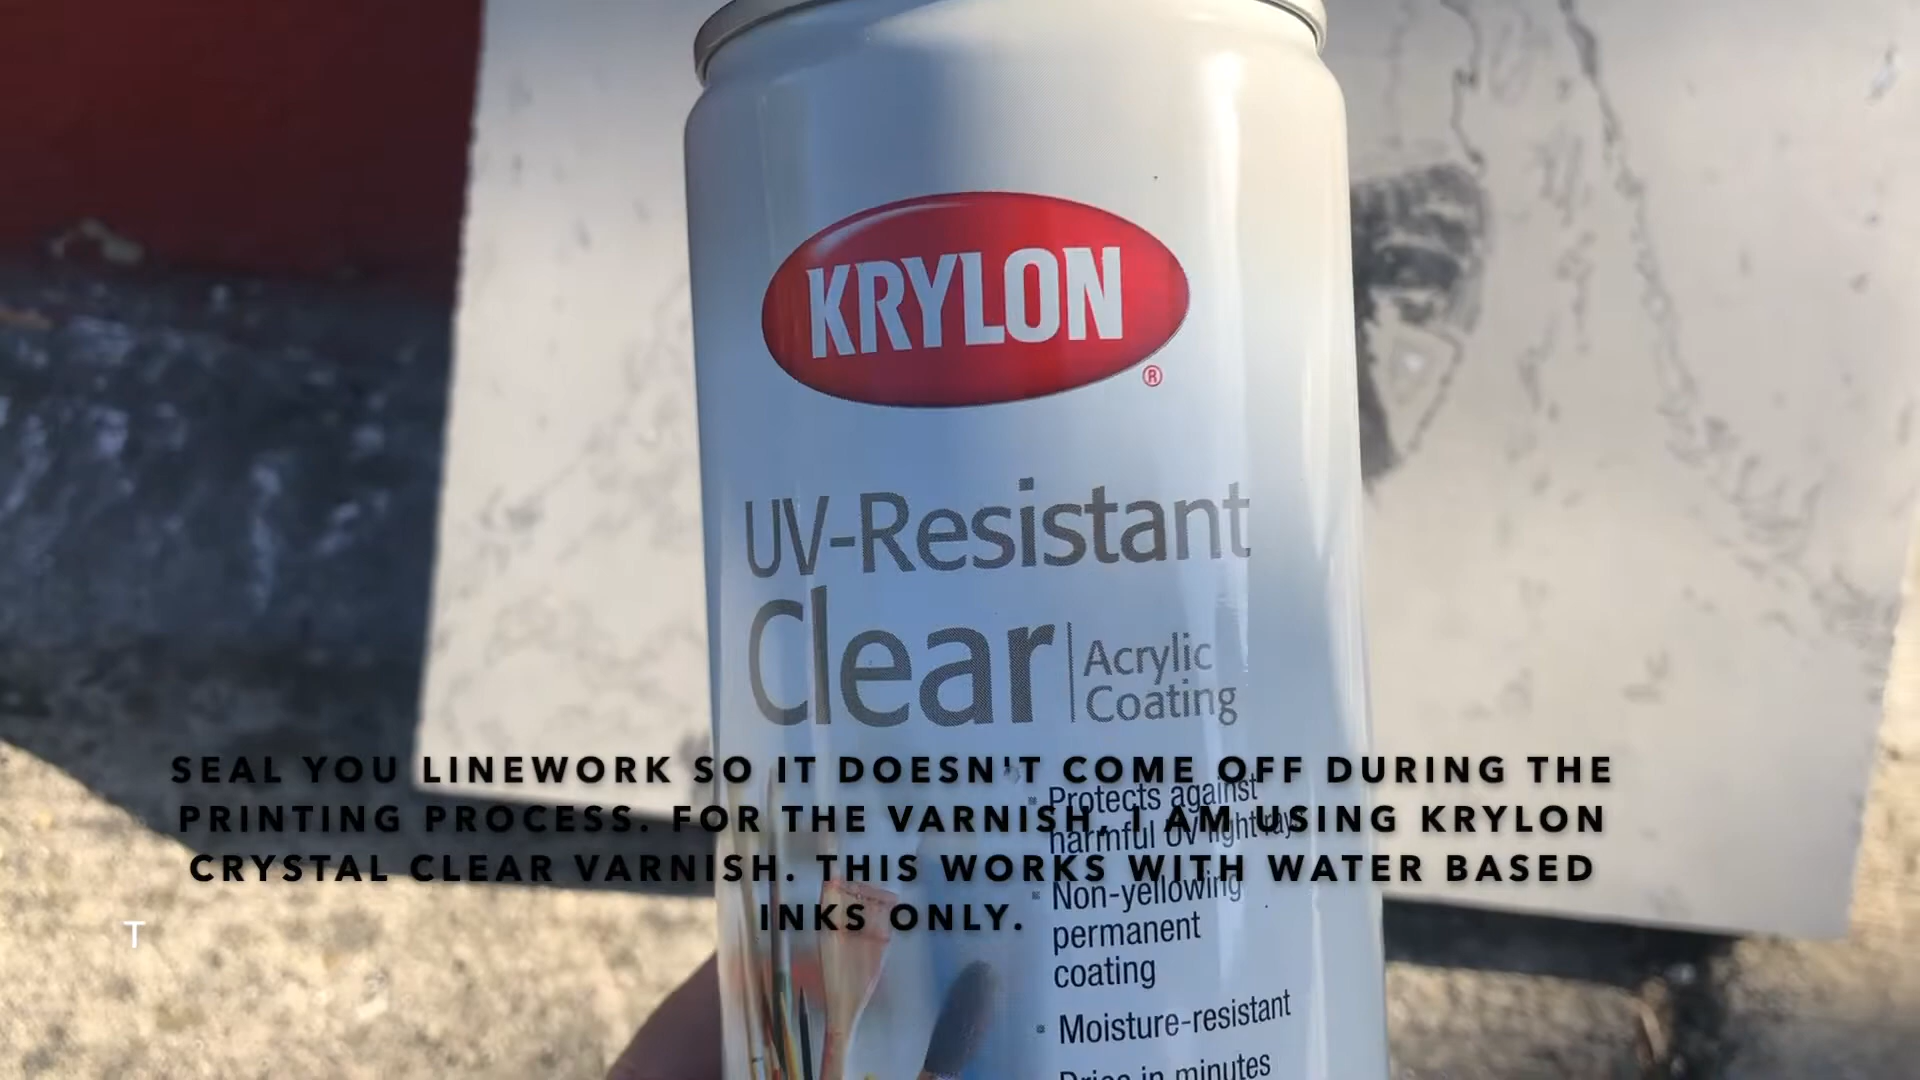 KRYLON
®
UV-Resistant
Clear
Acrylic
Coating
SEAL YOU LINEWORK SO IT DOESN'T COME OFF DURING THE
PRINTING PROCESS. FOR THE VARNISH, I AM USING KRYLON
CRYSTAL CLEAR VARNISH. THIS WORKS WITH WATER BASED
INKS ONLY.
Protects against
harmful UV light rays
Non-yellowing
permanent
coating
Moisture-resistant
Dries in minutes
T